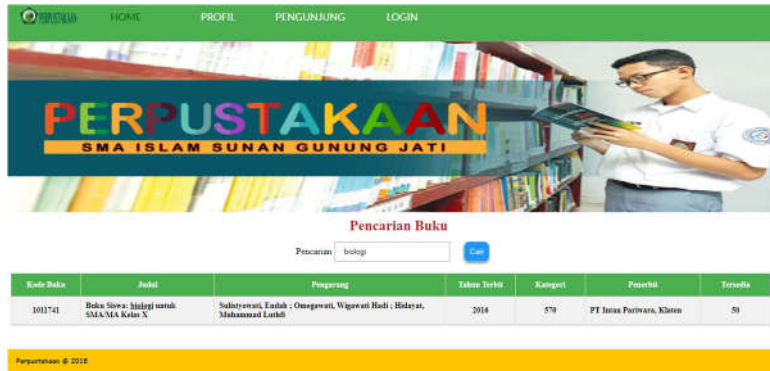 PERPUSTAKAAN HOME PROFIL PENGUNJUNG LOGIN
PERPUSTAKAAN
SMA ISLAM SUNAN GUNUNG JATI
Pencarian Buku
Pencarian biologi Cari
Kode Buku Judul Pengarang Tahun Terbit Kategori Penerbit Tersedia
1011741 Buku Siswa: biologi untuk SMA/MA Kelas X Sulistyowati, Endah ; Omegawati, Wigawati Hadi ; Hidayat, Muhammad Luthfi 2016 570 PT Intan Pariwara, Klaten 50
Perpustakaan © 2016